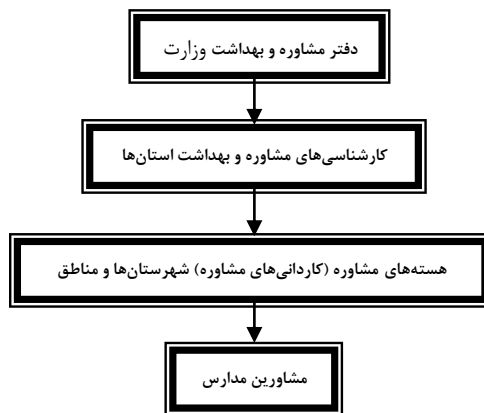 دفتر مشاوره و بهداشت وزارت
کارشناسی‌های مشاوره و بهداشت استان‌ها
هسته‌های مشاوره (کاردانی‌های مشاوره) شهرستان‌ها و مناطق
مشاورین مدارس